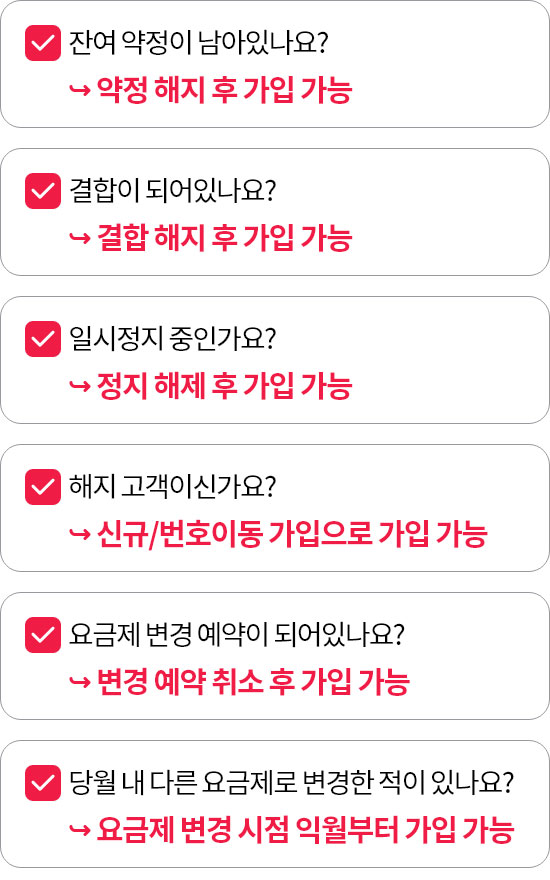 잔여 약정이 남아있나요?
↪ 약정 해지 후 가입 가능
결합이 되어있나요?
↪ 결합 해지 후 가입 가능
일시정지 중인가요?
↪ 정지 해제 후 가입 가능
해지 고객이신가요?
↪ 신규/번호이동 가입으로 가입 가능
요금제 변경 예약이 되어있나요?
↪ 변경 예약 취소 후 가입 가능
당월 내 다른 요금제로 변경한 적이 있나요?
↪ 요금제 변경 시점 익월부터 가입 가능